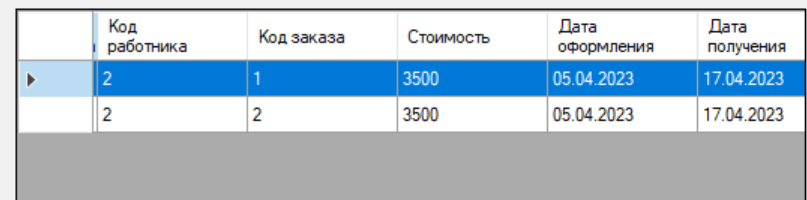 Код работника Код заказа Стоимость Дата оформления Дата получения
2 1 3500 05.04.2023 17.04.2023
2 2 3500 05.04.2023 17.04.2023